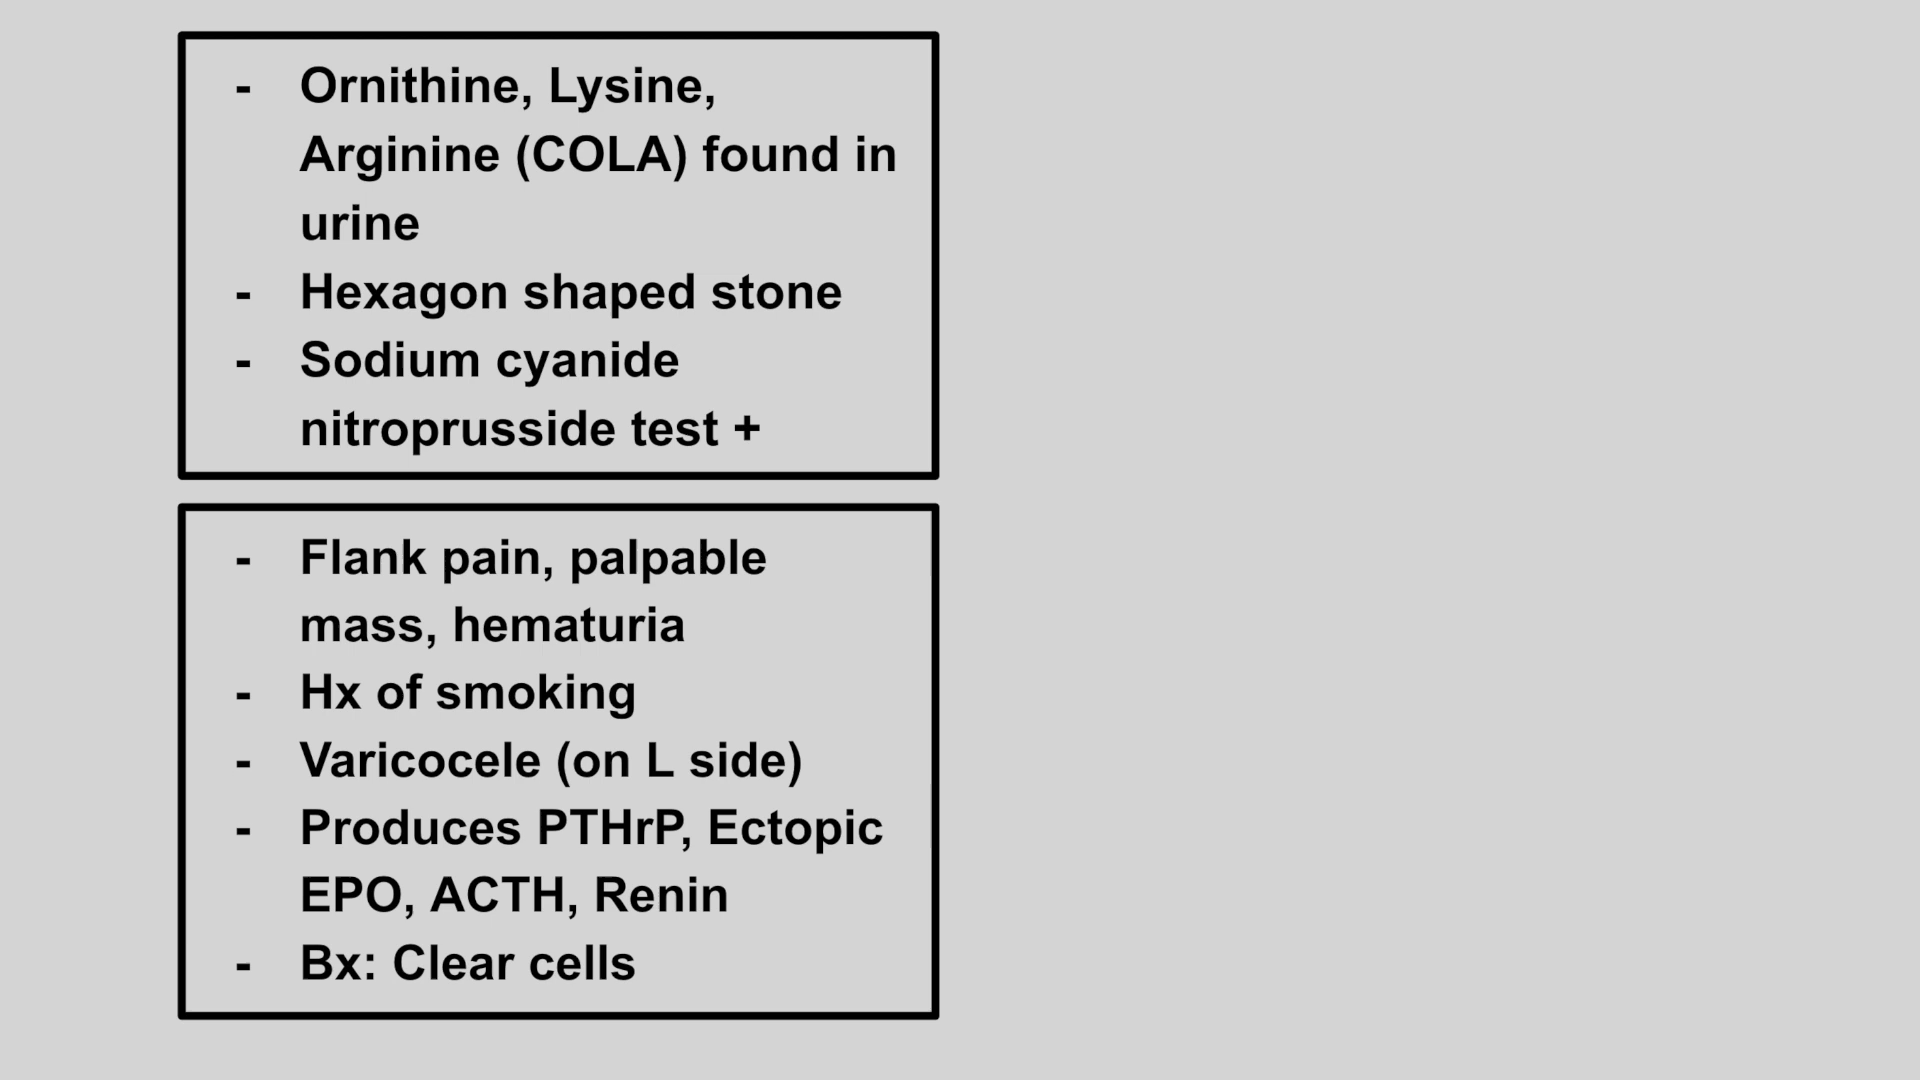 - Ornithine, Lysine,
Arginine (COLA) found in
urine
- Hexagon shaped stone
- Sodium cyanide
nitroprusside test +
- Flank pain, palpable
mass, hematuria
- Hx of smoking
- Varicocele (on L side)
- Produces PTHrP, Ectopic
EPO, ACTH, Renin
- Bx: Clear cells